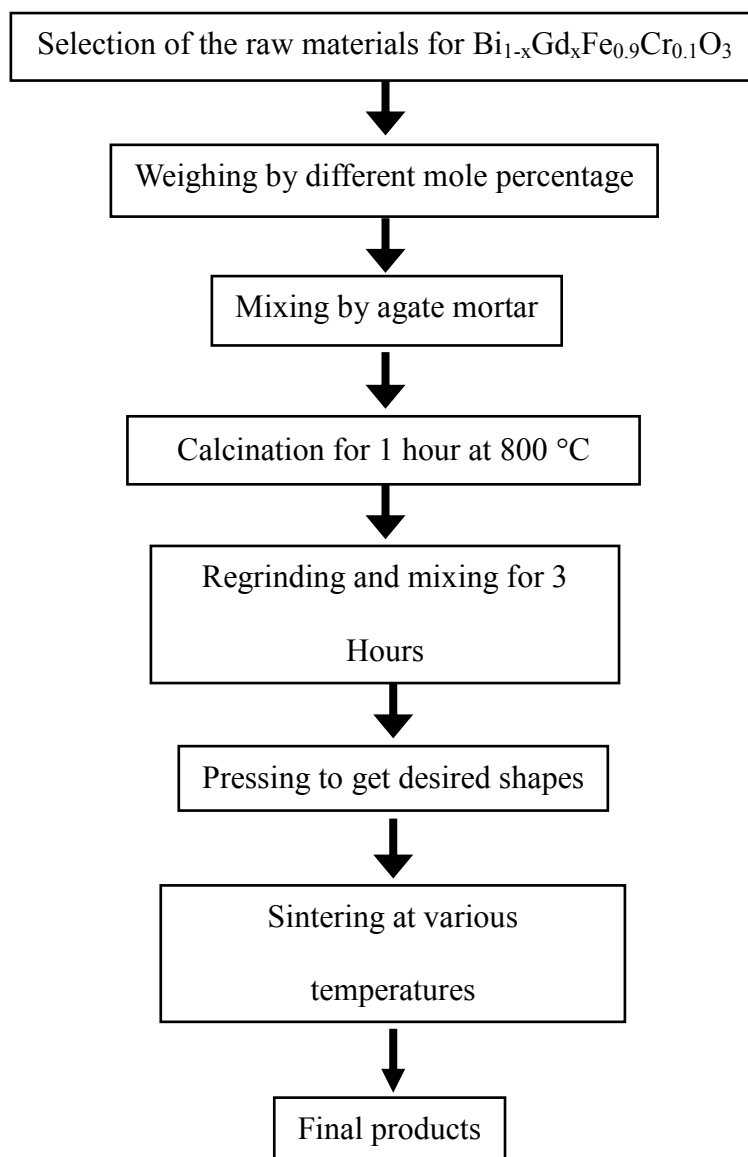 Selection of the raw materials for Bi₁₋ₓGdₓFe₀.₉Cr₀.₁O₃
Weighing by different mole percentage
Mixing by agate mortar
Calcination for 1 hour at 800 °C
Regrinding and mixing for 3
Hours
Pressing to get desired shapes
Sintering at various
temperatures
Final products